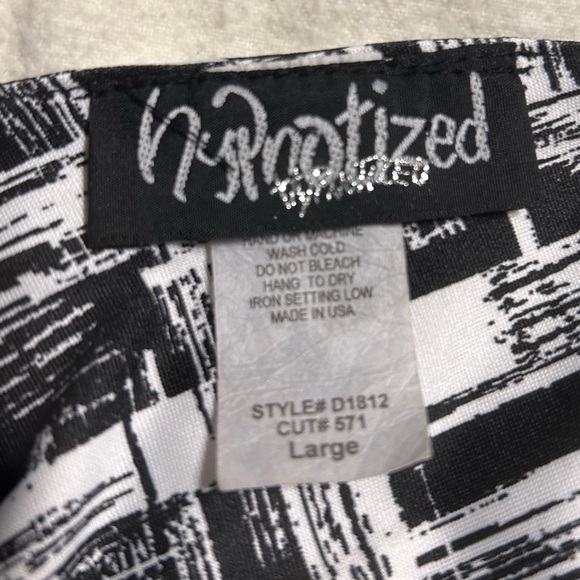 hypnotized
HYPNOTIZED
HAND OR MACHINE
WASH COLD
DO NOT BLEACH
HANG TO DRY
IRON SETTING LOW
MADE IN USA
STYLE# D1812
CUT# 571
Large